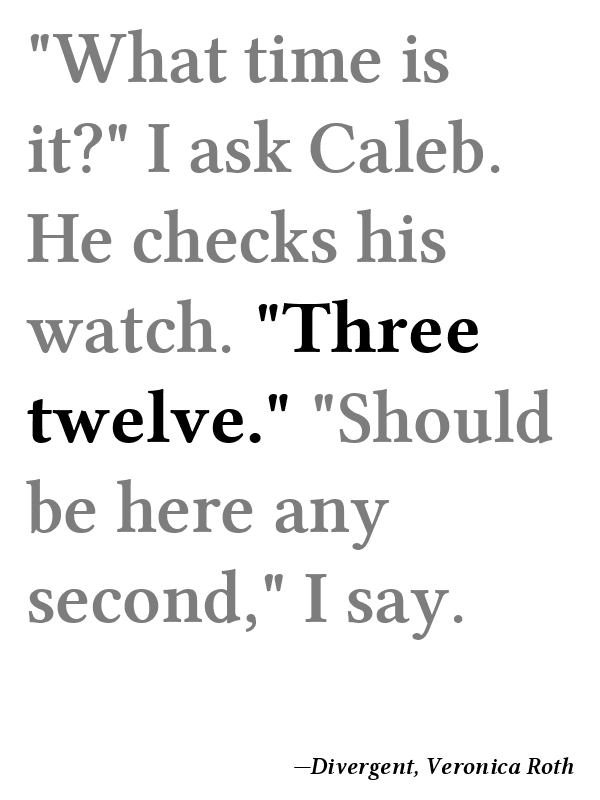 "What time is
it?" I ask Caleb.
He checks his
watch. "Three
twelve." "Should
be here any
second," I say.
—Divergent, Veronica Roth